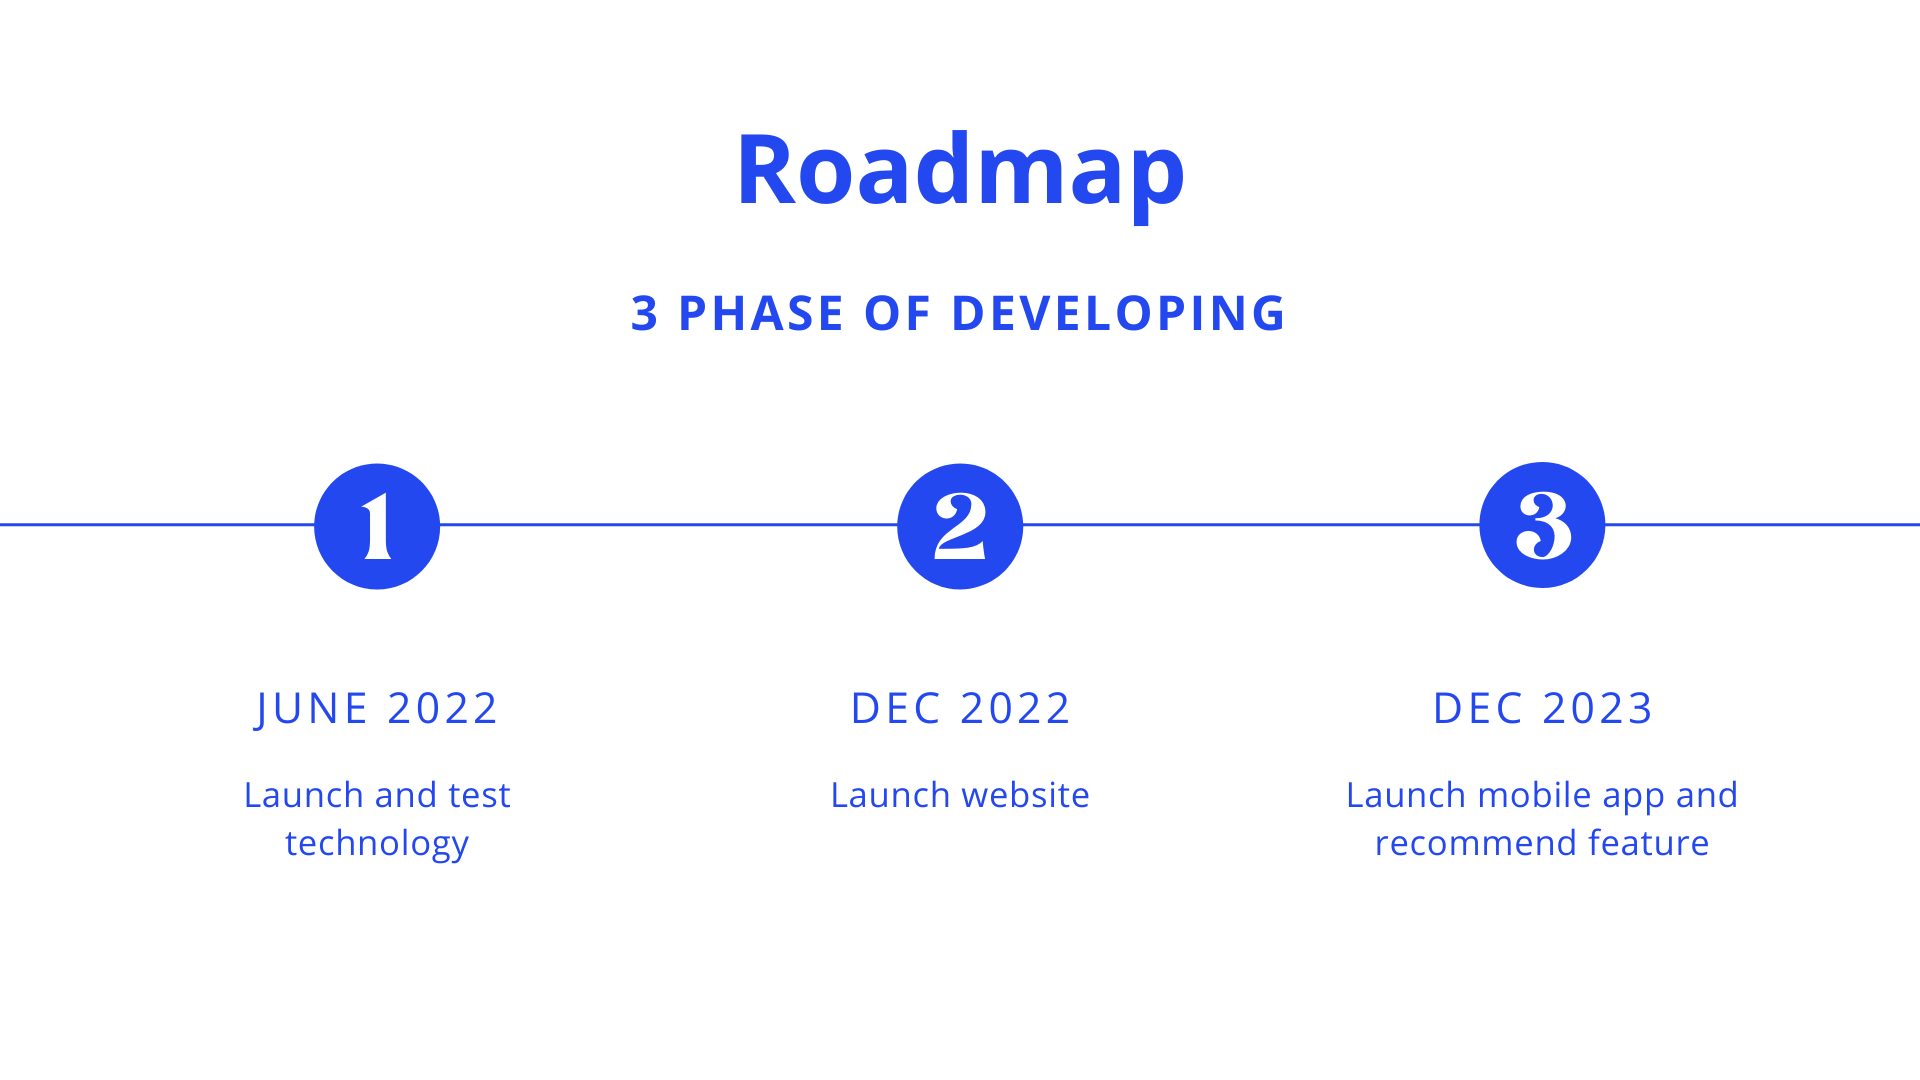 Roadmap
3 PHASE OF DEVELOPING
1
2
3
JUNE 2022
DEC 2022
DEC 2023
Launch and test
technology
Launch website
Launch mobile app and
recommend feature